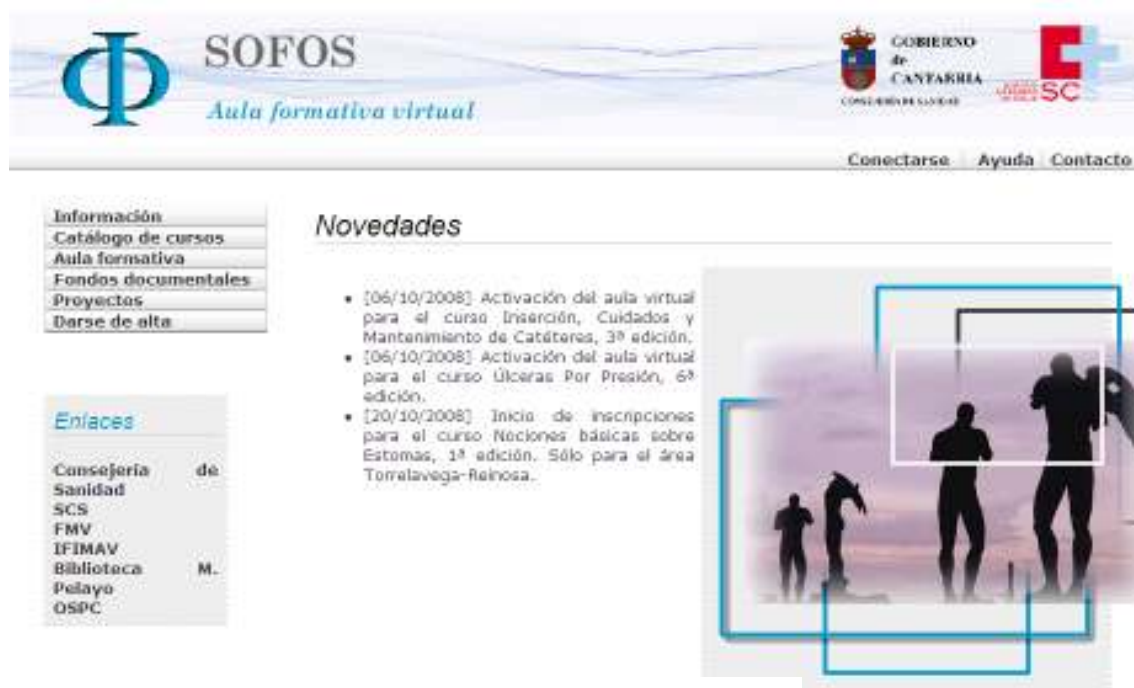 SOFOS
Aula formativa virtual
GOBIERNO
de
CANTABRIA
CONSEJERÍA DE SANIDAD
SC
Conectarse Ayuda Contacto
Información
Catálogo de cursos
Aula formativa
Fondos documentales
Proyectos
Darse de alta
Novedades
• [06/10/2008] Activación del aula virtual
para el curso Inserción, Cuidados y
Mantenimiento de Catéteres, 3ª edición.
• [06/10/2008] Activación del aula virtual
para el curso Úlceras Por Presión, 6ª
edición.
• [20/10/2008] Inicio de inscripciones
para el curso Nociones básicas sobre
Estomas, 1ª edición. Sólo para el área
Torrelavega-Reinosa.
Enlaces
Consejería de
Sanidad
SCS
FMV
IFIMAV
Biblioteca M.
Pelayo
OSPC